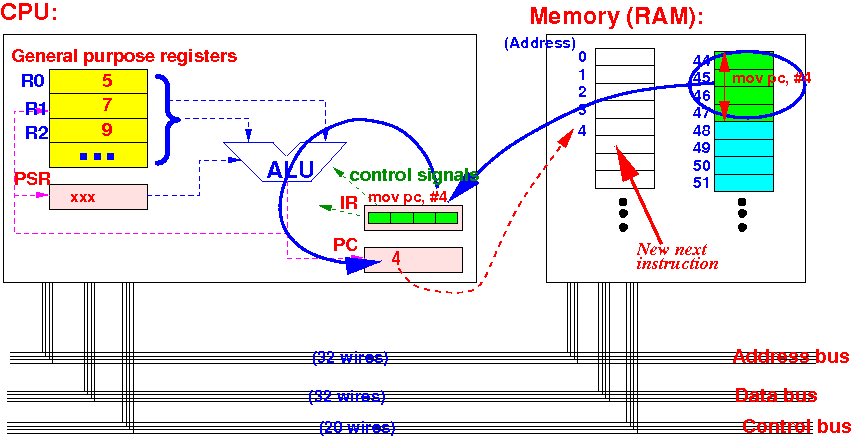 CPU:
Memory (RAM):
General purpose registers
(Address)
R0 5
R1 7
R2 9
PSR
xxx
ALU
control signals
mov pc, #4
IR
PC
4
0
1
2
3
4
44
45
46
47
48
49
50
51
mov pc, #4
New next
instruction
(32 wires)
Address bus
(32 wires)
Data bus
(20 wires)
Control bus